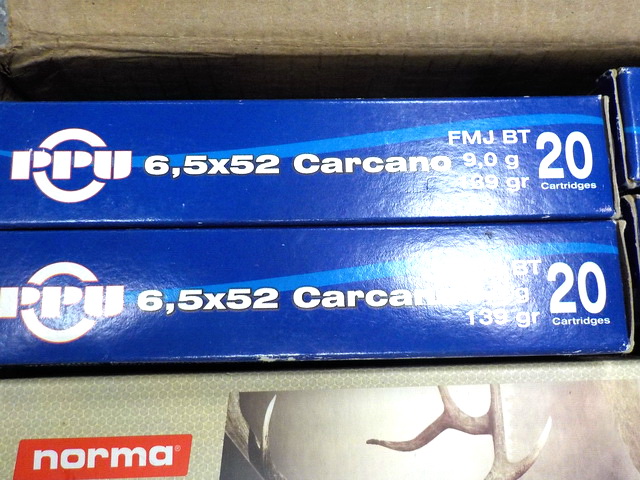 PPU 6,5x52 Carcano FMJ BT
9.0 g
139 gr
20
Cartridges
PPU 6,5x52 Carcano BT
g
139 gr
20
Cartridges
norma